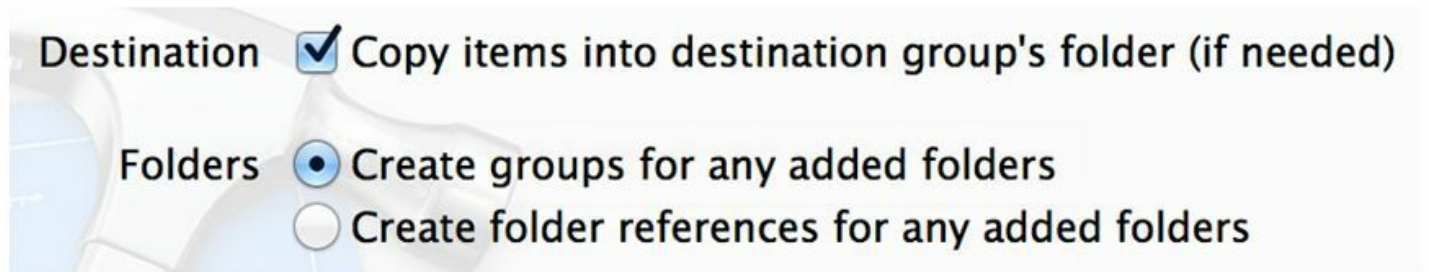 Destination Copy items into destination group's folder (if needed)
Folders Create groups for any added folders
Create folder references for any added folders